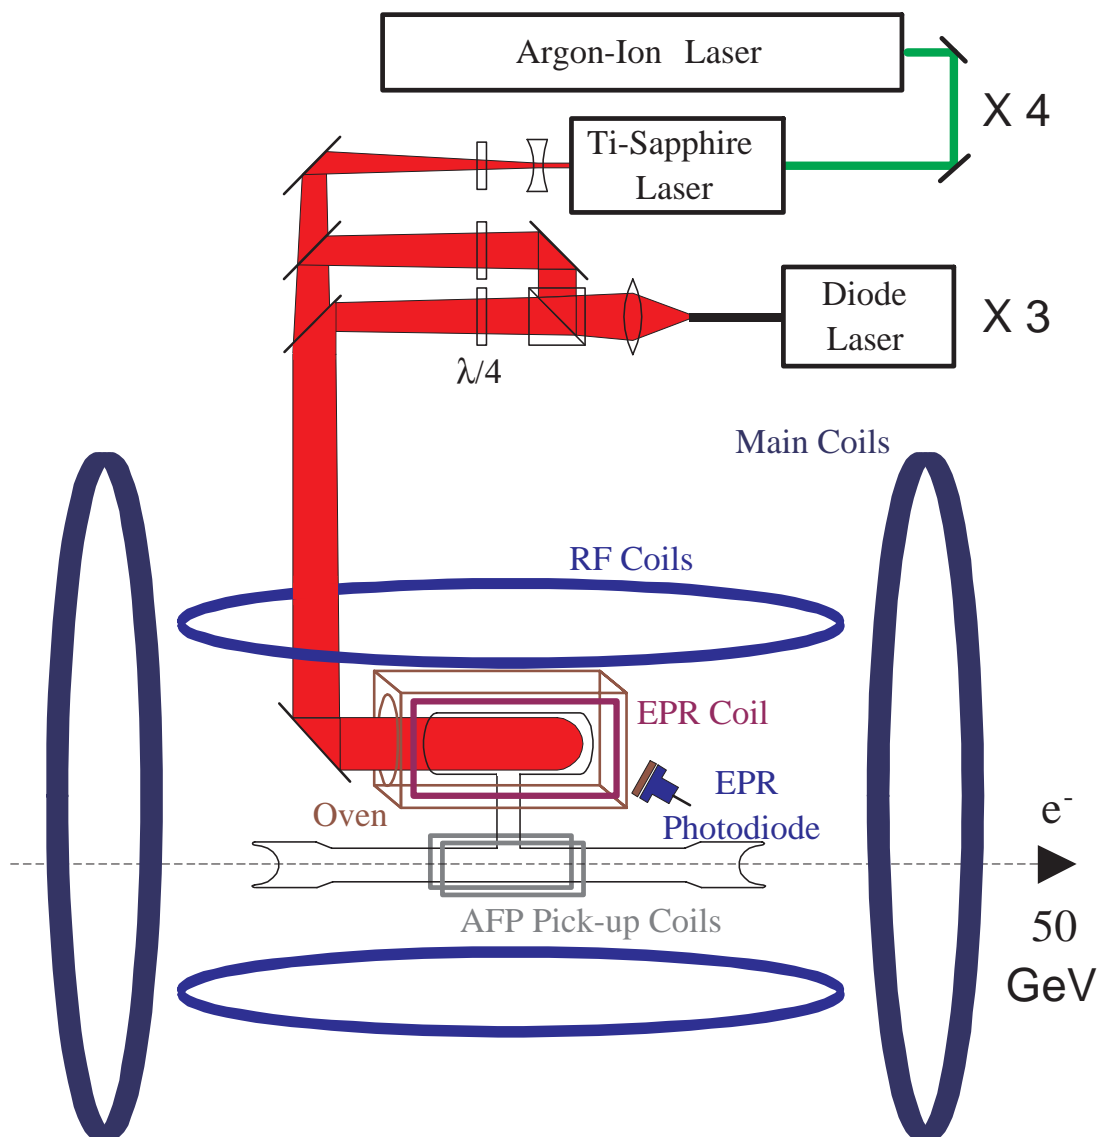 Argon-Ion Laser
X 4
Ti-Sapphire
Laser
Diode
Laser
X 3
λ/4
Main Coils
RF Coils
EPR Coil
EPR
Photodiode
Oven
e-
AFP Pick-up Coils
50
GeV